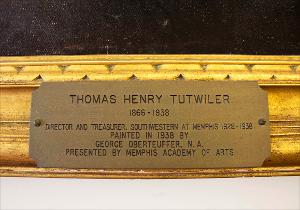 THOMAS HENRY TUTWILER
1866-1938
DIRECTOR AND TREASURER, SOUTHWESTERN AT MEMPHIS 1925-1938
PAINTED IN 1938 BY
GEORGE OBERTEUFFER, N.A.
PRESENTED BY MEMPHIS ACADEMY OF ARTS